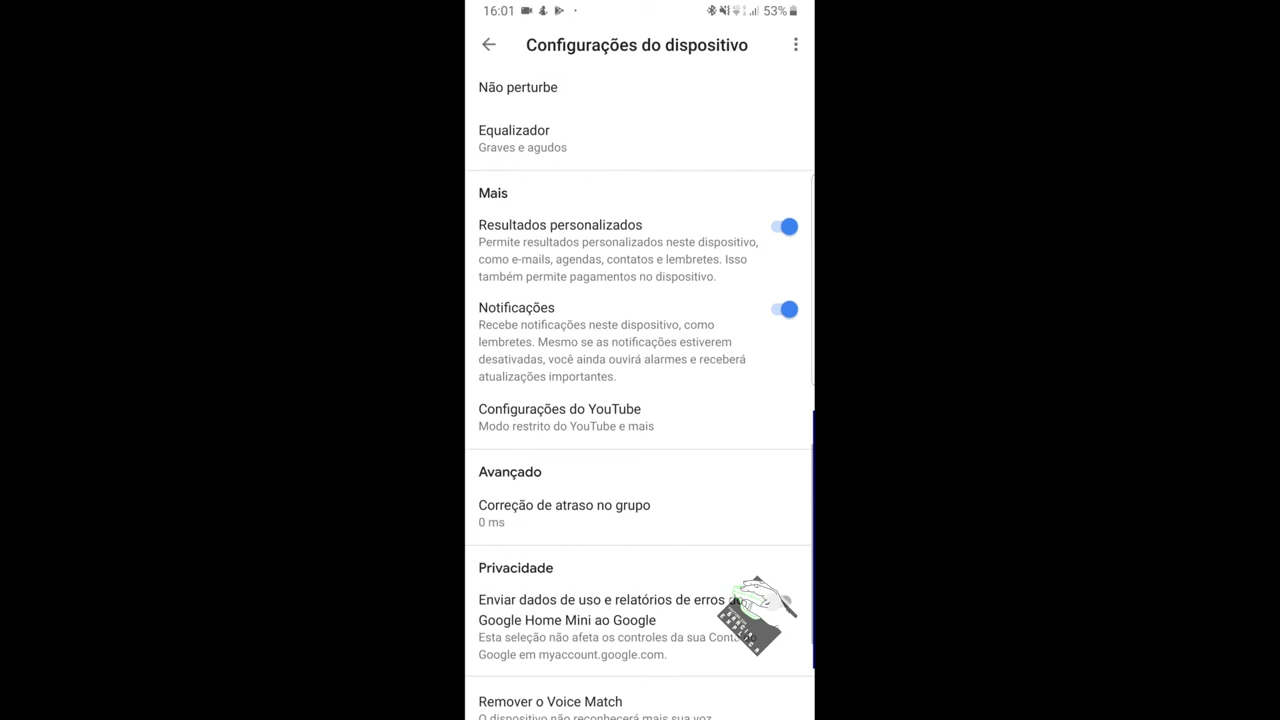 16:01
53%
Configurações do dispositivo
Não perturbe
Equalizador
Graves e agudos
Mais
Resultados personalizados
Permite resultados personalizados neste dispositivo,
como e-mails, agendas, contatos e lembretes. Isso
também permite pagamentos no dispositivo.
Notificações
Recebe notificações neste dispositivo, como
lembretes. Mesmo se as notificações estiverem
desativadas, você ainda ouvirá alarmes e receberá
atualizações importantes.
Configurações do YouTube
Modo restrito do YouTube e mais
Avançado
Correção de atraso no grupo
0 ms
Privacidade
Enviar dados de uso e relatórios de erros do
Google Home Mini ao Google
Esta seleção não afeta os controles da sua Conta do
Google em myaccount.google.com.
Remover o Voice Match
O dispositivo não reconhecerá mais sua voz